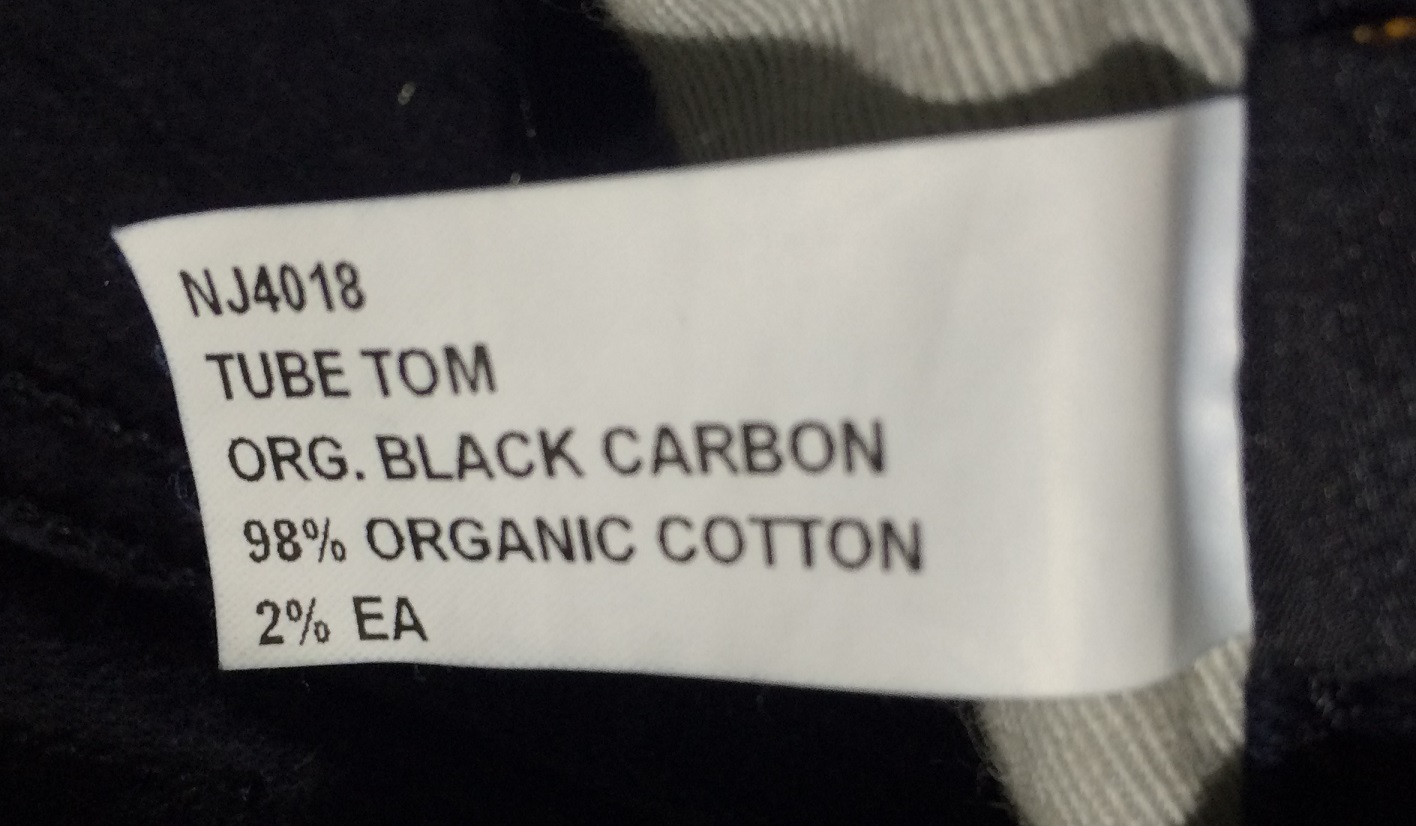 NJ4018
TUBE TOM
ORG. BLACK CARBON
98% ORGANIC COTTON
2% EA